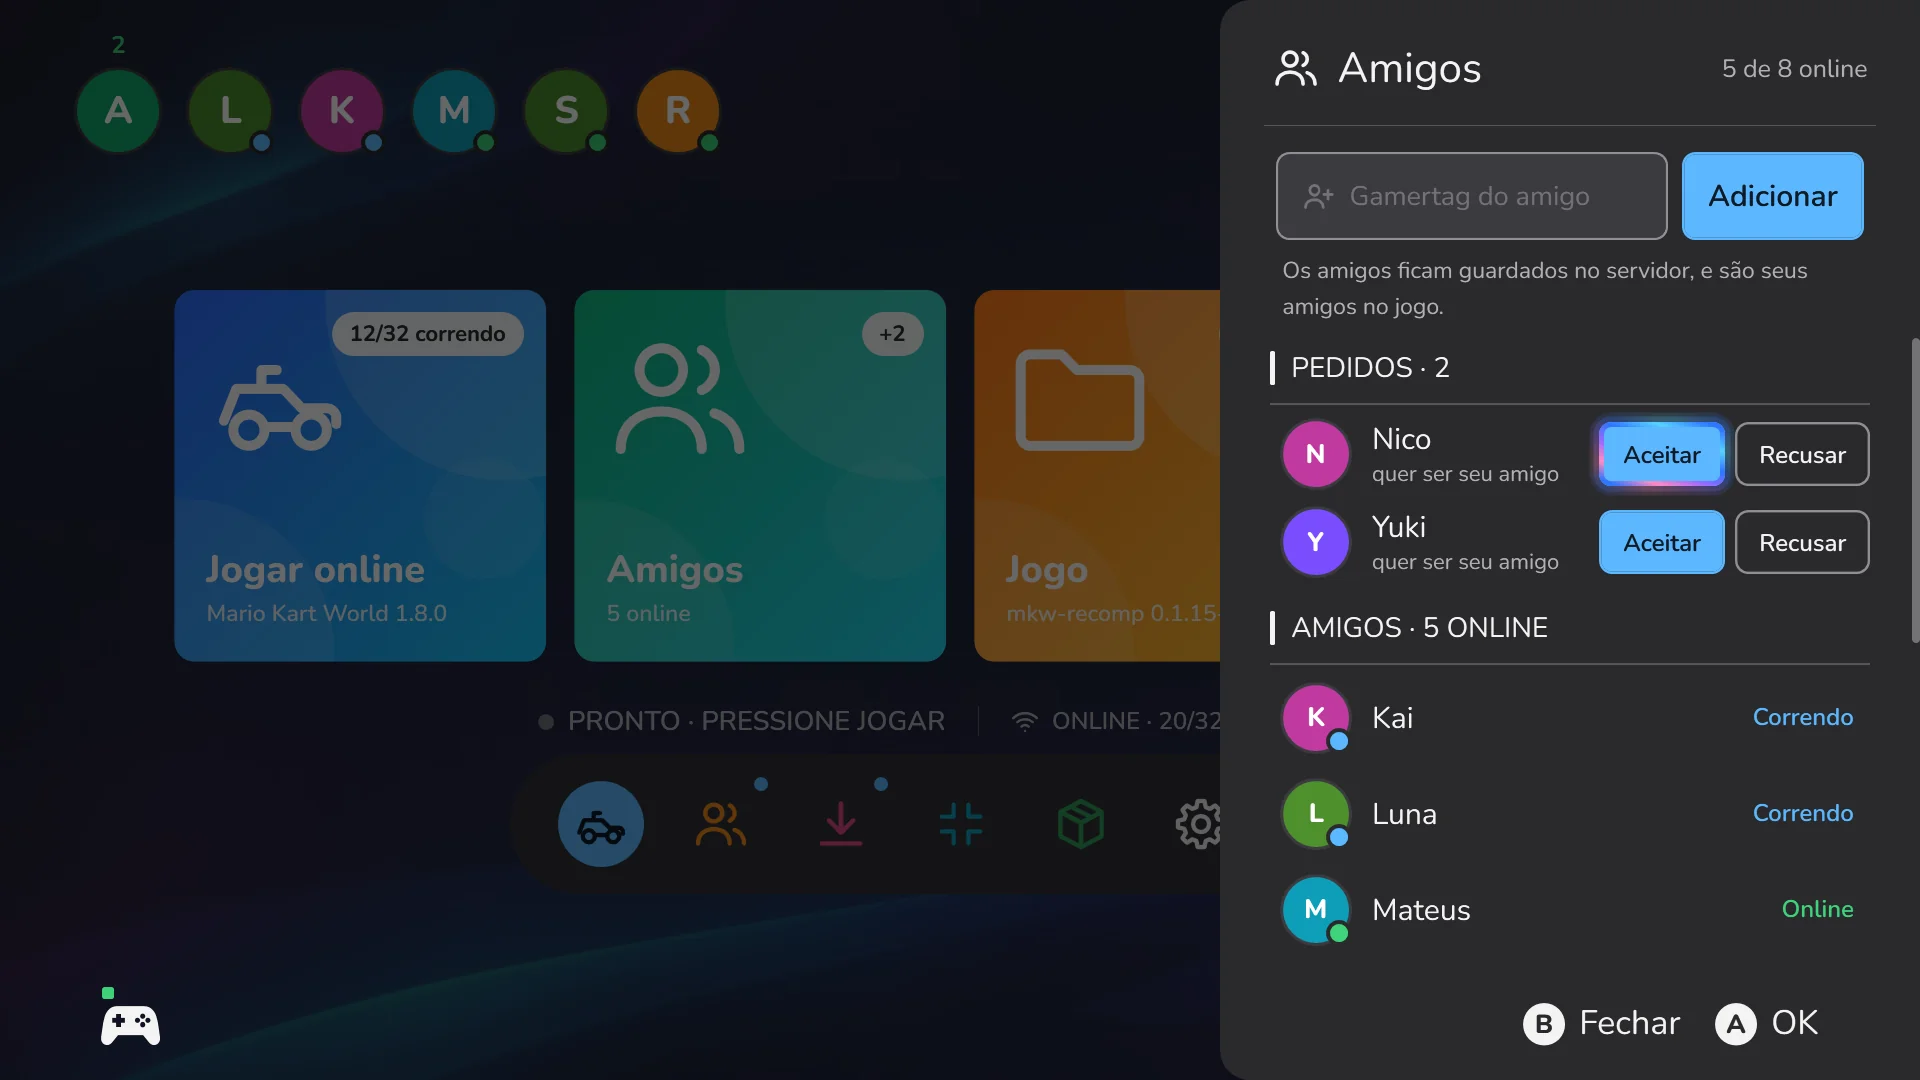 2
A
L
K
M
S
R
12/32 correndo
Jogar online
Mario Kart World 1.8.0
+2
Amigos
5 online
Jogo
mkw-recomp 0.1.15-
PRONTO · PRESSIONE JOGAR
ONLINE · 20/32
Amigos
5 de 8 online
Gamertag do amigo
Adicionar
Os amigos ficam guardados no servidor, e são seus
amigos no jogo.
PEDIDOS · 2
N
Nico
quer ser seu amigo
Aceitar
Recusar
Y
Yuki
quer ser seu amigo
Aceitar
Recusar
AMIGOS · 5 ONLINE
K
Kai
Correndo
L
Luna
Correndo
M
Mateus
Online
B Fechar
A OK